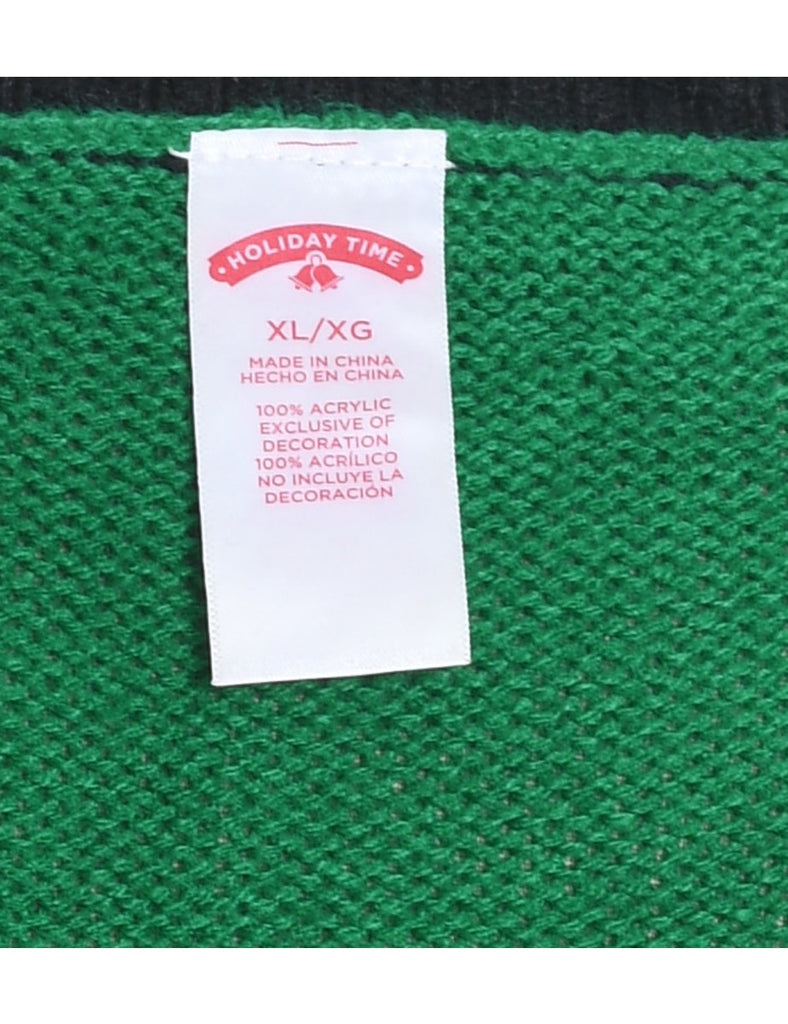 HOLIDAY TIME
XL/XG
MADE IN CHINA
HECHO EN CHINA
100% ACRYLIC
EXCLUSIVE OF
DECORATION
100% ACRÍLICO
NO INCLUYE LA
DECORACIÓN